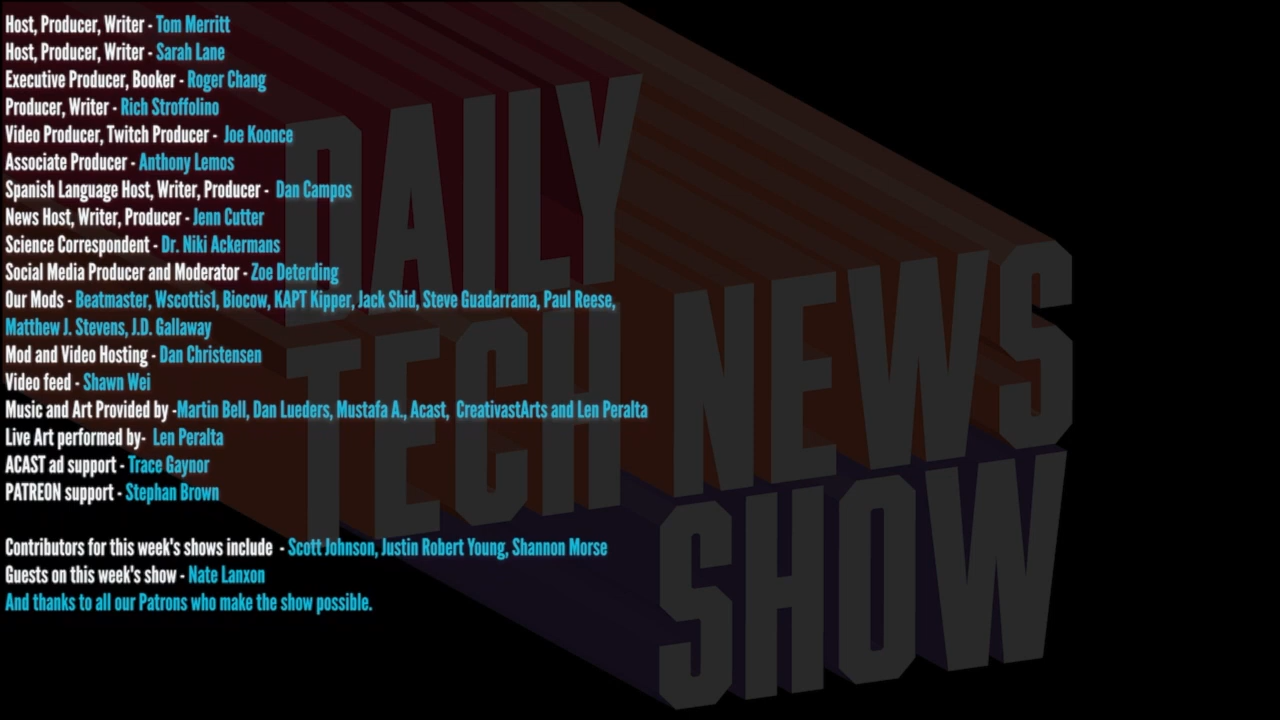 Host, Producer, Writer - Tom Merritt
Host, Producer, Writer - Sarah Lane
Executive Producer, Booker - Roger Chang
Producer, Writer - Rich Stroffolino
Video Producer, Twitch Producer -  Joe Koonce
Associate Producer - Anthony Lemos
Spanish Language Host, Writer, Producer -  Dan Campos
News Host, Writer, Producer - Jenn Cutter
Science Correspondent - Dr. Niki Ackermans
Social Media Producer and Moderator - Zoe Deterding
Our Mods - Beatmaster, Wscottis1, Biocow, KAPT Kipper, Jack Shid, Steve Guadarrama, Paul Reese,
Matthew J. Stevens, J.D. Gallaway
Mod and Video Hosting - Dan Christensen
Video feed - Shawn Wei
Music and Art Provided by -Martin Bell, Dan Lueders, Mustafa A., Acast,  CreativastArts and Len Peralta
Live Art performed by-  Len Peralta
ACAST ad support - Trace Gaynor
PATREON support - Stephan Brown
Contributors for this week's shows include  - Scott Johnson, Justin Robert Young, Shannon Morse
Guests on this week's show - Nate Lanxon
And thanks to all our Patrons who make the show possible.
DAILY
TECH NEWS
SHOW